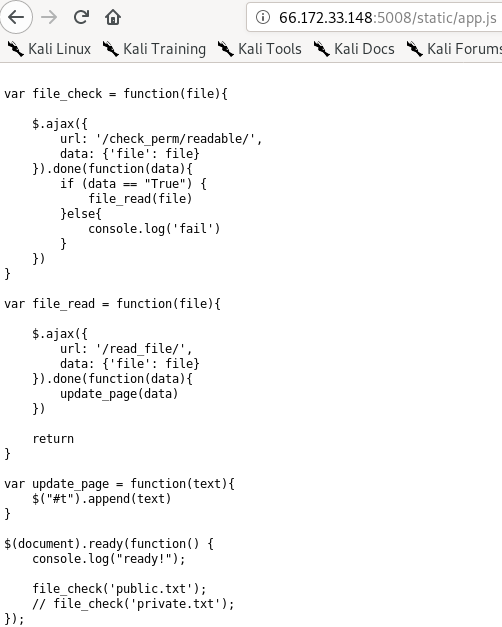 66.172.33.148:5008/static/app.js
Kali Linux Kali Training Kali Tools Kali Docs Kali Forums
var file_check = function(file){
    $.ajax({
        url: '/check_perm/readable/',
        data: {'file': file}
    }).done(function(data){
        if (data == "True") {
            file_read(file)
        }else{
            console.log('fail')
        }
    })
}
var file_read = function(file){
    $.ajax({
        url: '/read_file/',
        data: {'file': file}
    }).done(function(data){
        update_page(data)
    })
    return
}
var update_page = function(text){
    $("#t").append(text)
}
$(document).ready(function() {
    console.log("ready!");
    file_check('public.txt');
    // file_check('private.txt');
});